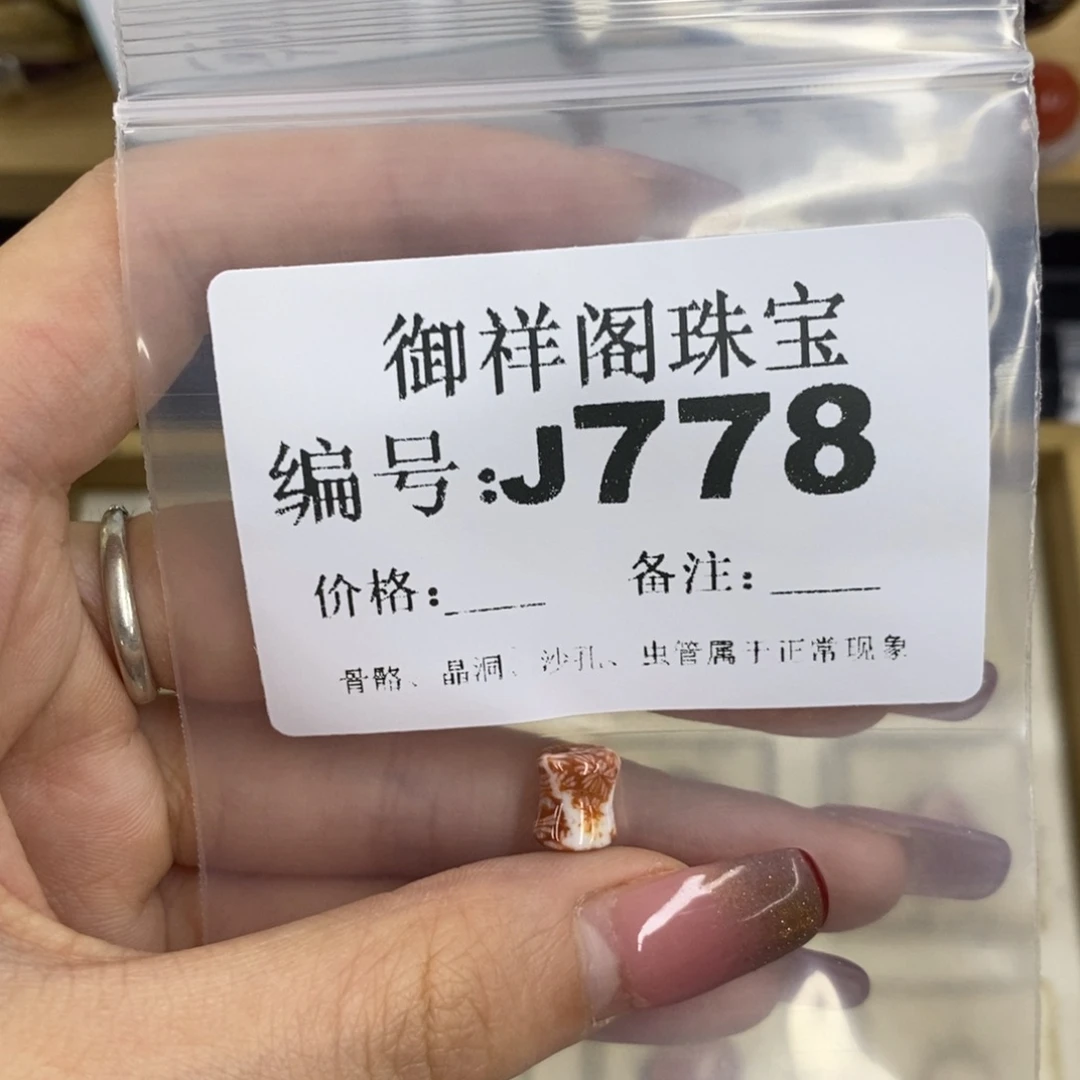 御祥阁珠宝
编号:J778
价格:____ 备注:____
骨骼、晶洞、沙孔、虫管属于正常现象